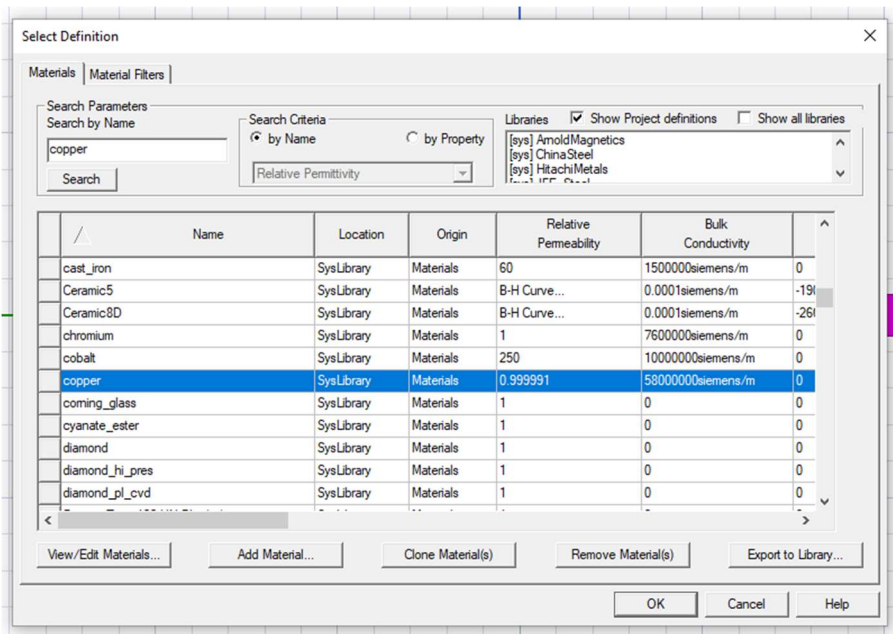 Select Definition
Materials
Material Filters
Search Parameters
Search by Name
copper
Search
Search Criteria
by Name
by Property
Relative Permittivity
Libraries
Show Project definitions
Show all libraries
[sys] ArnoldMagnetics
[sys] ChinaSteel
[sys] HitachiMetals
Name Location Origin Relative Permeability Bulk Conductivity
cast_iron SysLibrary Materials 60 1500000siemens/m 0
Ceramic5 SysLibrary Materials B-H Curve... 0.0001siemens/m -190
Ceramic8D SysLibrary Materials B-H Curve... 0.0001siemens/m
chromium SysLibrary Materials 1 7600000siemens/m 0
cobalt SysLibrary Materials 250 10000000siemens/m 0
copper SysLibrary Materials 0.999991 58000000siemens/m 0
corning_glass SysLibrary Materials 1 0 0
cyanate_ester SysLibrary Materials 1 0 0
diamond SysLibrary Materials 1 0 0
diamond_hi_pres SysLibrary Materials 1 0 0
diamond_pl_cvd SysLibrary Materials 1 0 0
View/Edit Materials...
Add Material...
Clone Material(s)
Remove Material(s)
Export to Library...
OK
Cancel
Help